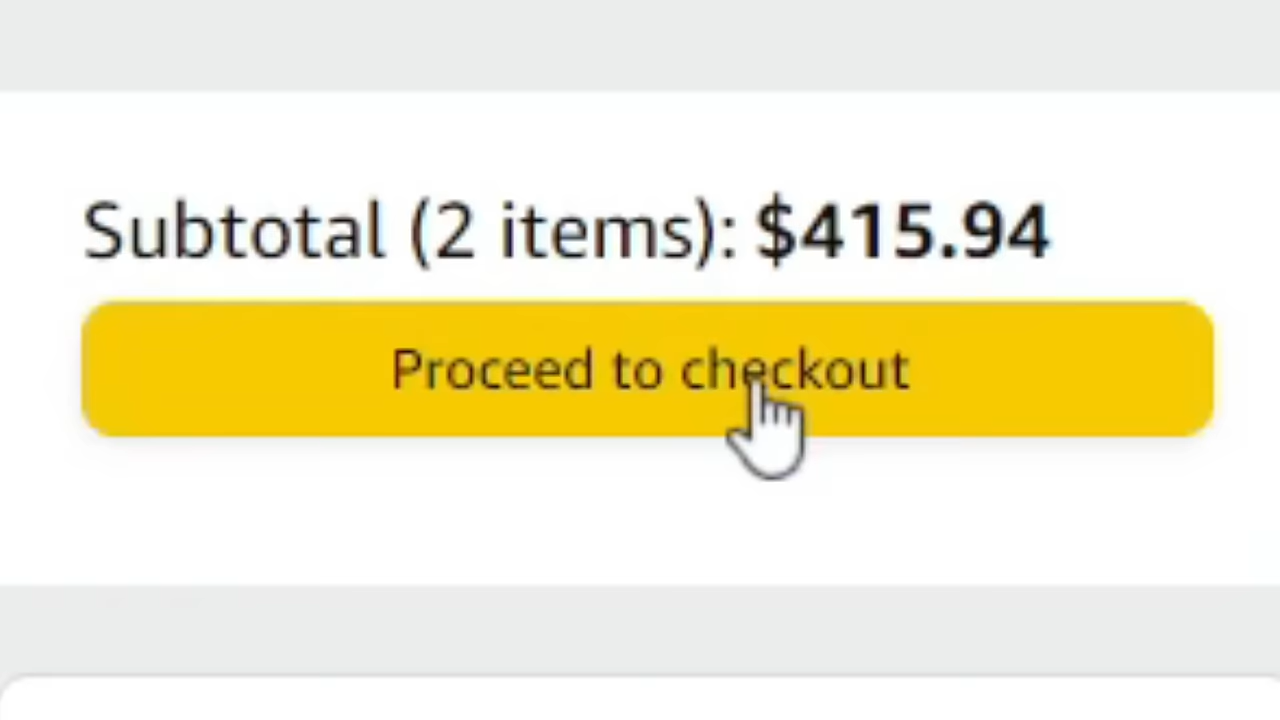 Subtotal (2 items): $415.94
Proceed to checkout